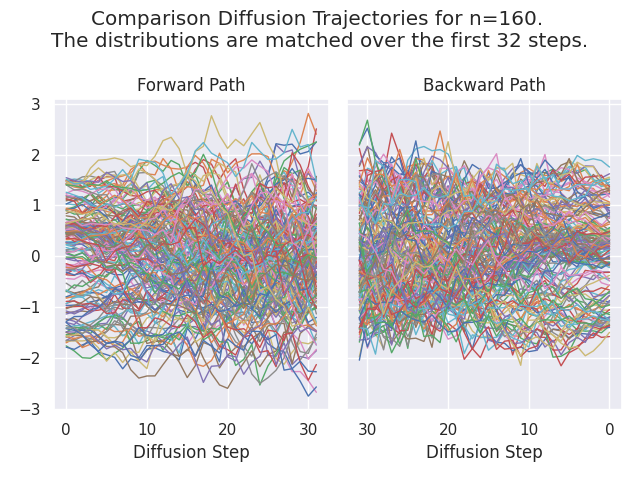 Comparison Diffusion Trajectories for n=160.
The distributions are matched over the first 32 steps.
Forward Path
Backward Path
3
2
1
0
−1
−2
−3
0 10 20 30
30 20 10 0
Diffusion Step
Diffusion Step